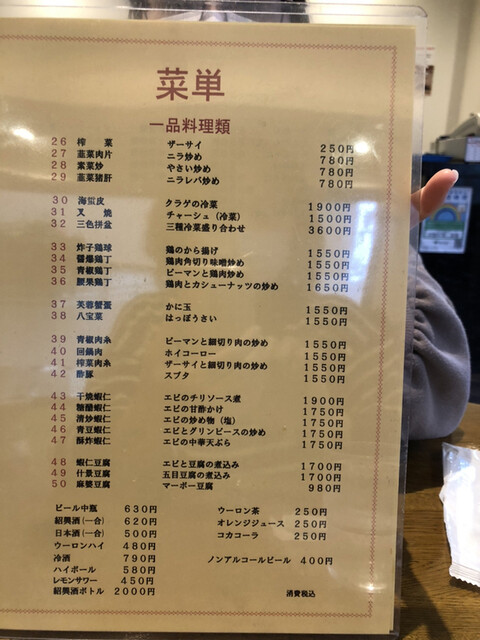 菜単
一品料理類
26 榨菜 ザーサイ 250円
27 韮菜肉片 ニラ炒め 780円
28 素菜炒 やさい炒め 780円
29 韮菜猪肝 ニラレバ炒め 780円
30 海蜇皮 クラゲの冷菜 1900円
31 叉焼 チャーシュ（冷菜） 1500円
32 三色拼盆 三種冷菜盛り合わせ 3600円
33 炸子鶏球 鶏のから揚げ 1550円
34 醤爆鶏丁 鶏肉角切り味噌炒め 1550円
35 青椒鶏丁 ピーマンと鶏肉炒め 1550円
36 腰果鶏丁 鶏肉とカシューナッツの炒め 1650円
37 芙蓉蟹蛋 かに玉 1550円
38 八宝菜 はっぽうさい 1550円
39 青椒肉糸 ピーマンと細切り肉の炒め 1550円
40 回鍋肉 ホイコーロー 1550円
41 榨菜肉糸 ザーサイと細切り肉の炒め 1550円
42 酢豚 スブタ 1550円
43 干焼蝦仁 エビのチリソース煮 1900円
44 糖醋蝦仁 エビの甘酢かけ 1750円
45 清炒蝦仁 エビの炒め物（塩） 1750円
46 青豆蝦仁 エビとグリンピースの炒め 1750円
47 酥炸蝦仁 エビの中華天ぷら 1750円
48 蝦仁豆腐 エビと豆腐の煮込み 1700円
49 什景豆腐 五目豆腐の煮込み 1700円
50 麻婆豆腐 マーボー豆腐 980円
ビール中瓶 630円 ウーロン茶 250円
紹興酒(一合) 620円 オレンジジュース 250円
日本酒(一合) 500円 コカコーラ 250円
ウーロンハイ 480円
冷酒 790円 ノンアルコールビール 400円
ハイボール 580円
レモンサワー 450円
紹興酒ボトル 2000円 消費税込